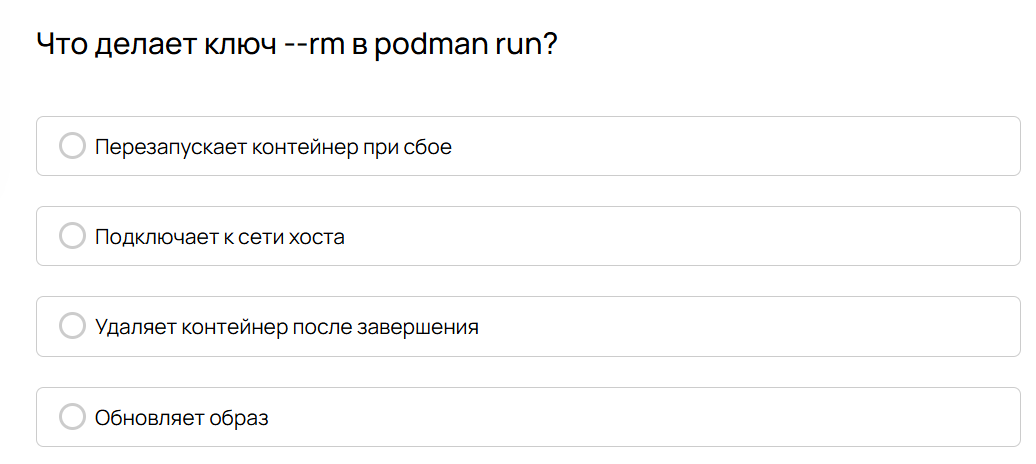 Что делает ключ --rm в podman run?
Перезапускает контейнер при сбое
Подключает к сети хоста
Удаляет контейнер после завершения
Обновляет образ